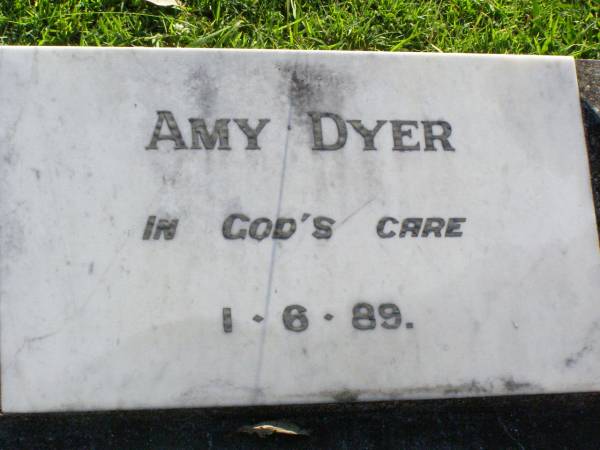 AMY DYER
IN GOD'S CARE
1·6·89.